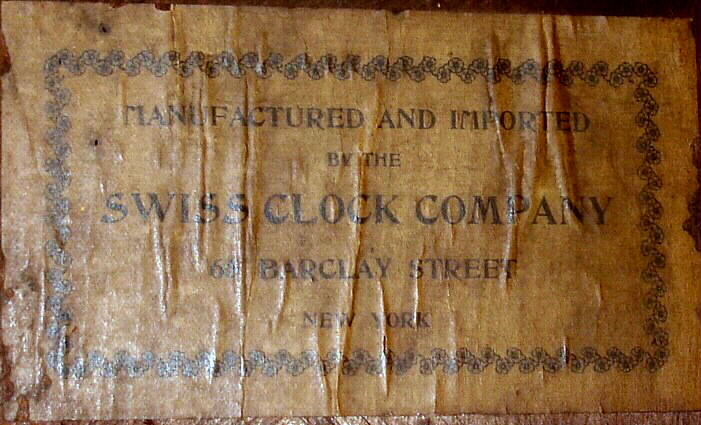 MANUFACTURED AND IMPORTED
BY THE
SWISS CLOCK COMPANY
BARCLAY STREET
NEW YORK